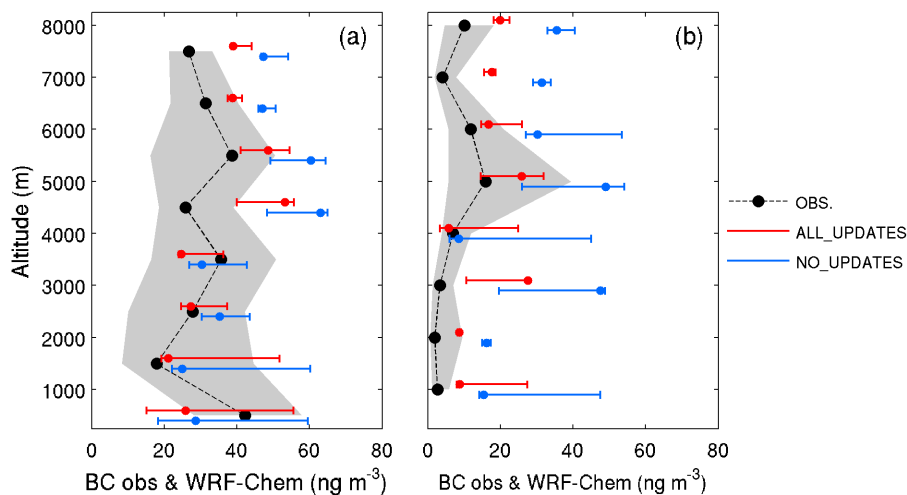 8000
7000
6000
5000
4000
3000
2000
1000
Altitude (m)
(a)
0 20 40 60 80
BC obs & WRF-Chem (ng m⁻³)
(b)
0 20 40 60 80
BC obs & WRF-Chem (ng m⁻³)
OBS.
ALL_UPDATES
NO_UPDATES